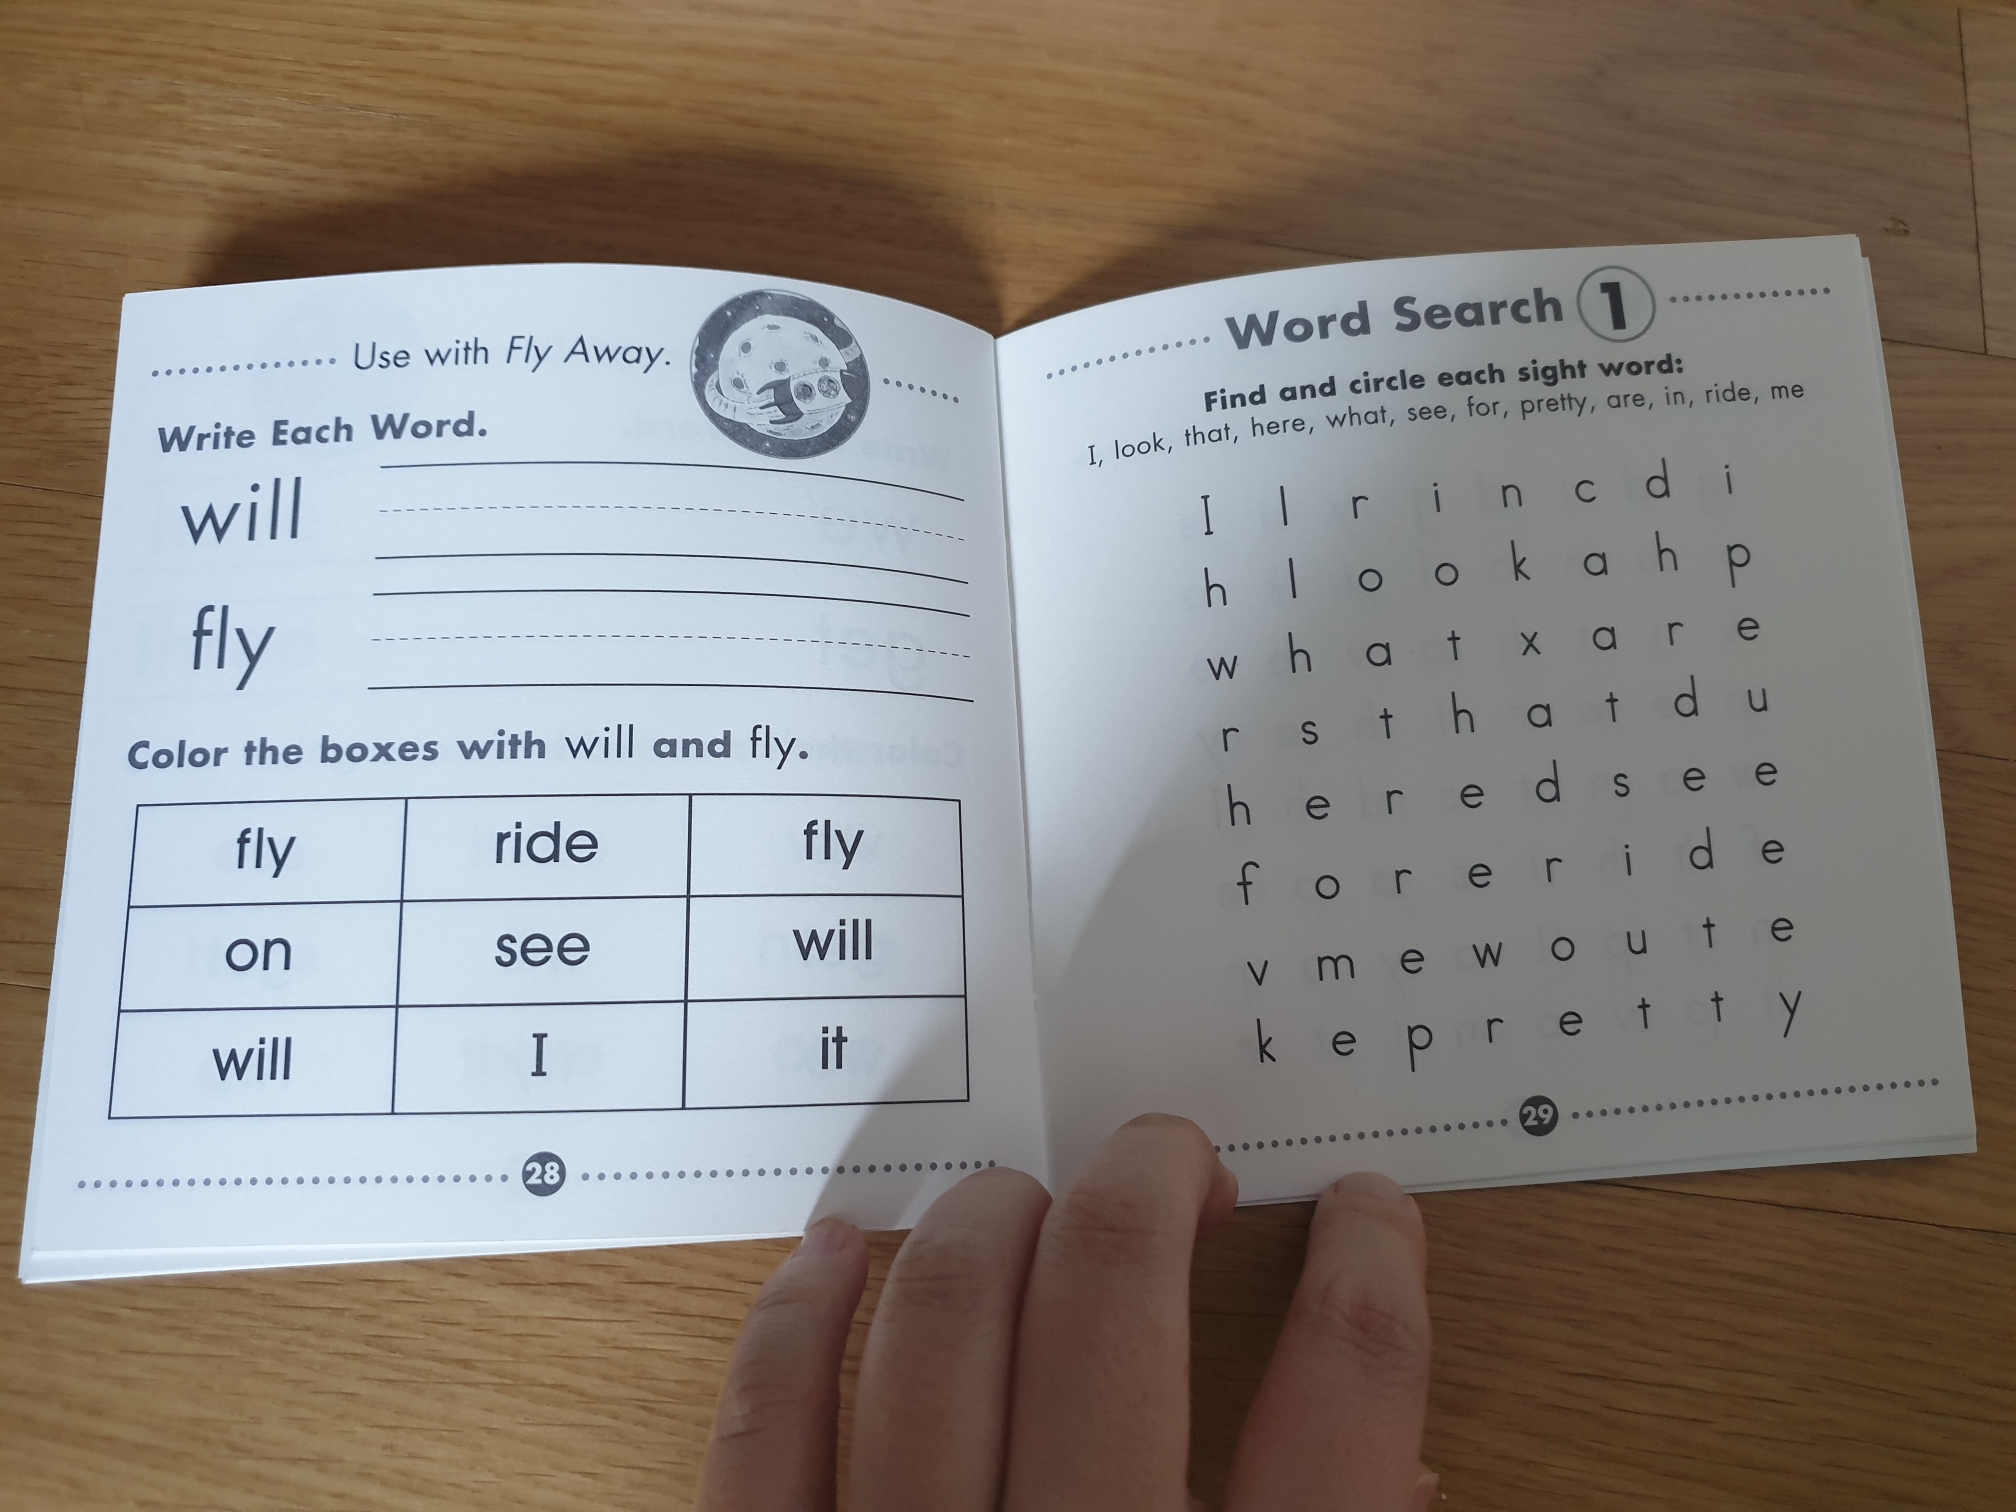 Use with Fly Away.
Write Each Word.
will
fly
Color the boxes with will and fly.
fly ride fly
on see will
will I it
28
Word Search 1
Find and circle each sight word:
I, look, that, here, what, see, for, pretty, are, in, ride, me
I l r i n c d i
h l o o k a h p
w h a t x a r e
r s t h a t d u
h e r e d s e e
f o r e r i d e
v m e w o u t e
k e p r e t t y
29